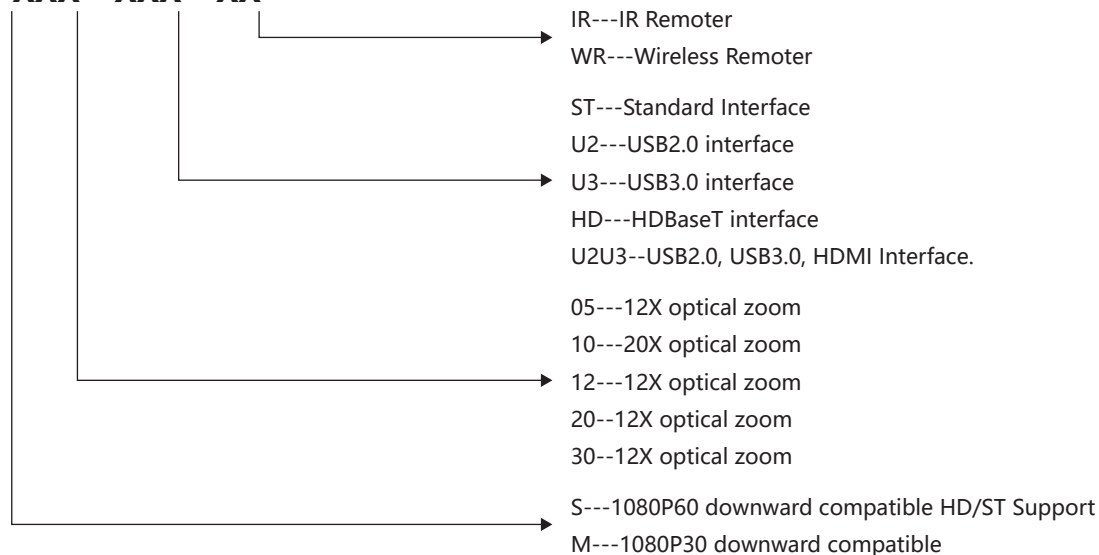 IR---IR Remoter
WR---Wireless Remoter
ST---Standard Interface
U2---USB2.0 interface
U3---USB3.0 interface
HD---HDBaseT interface
U2U3--USB2.0, USB3.0, HDMI Interface.
05---12X optical zoom
10---20X optical zoom
12---12X optical zoom
20--12X optical zoom
30--12X optical zoom
S---1080P60 downward compatible HD/ST Support
M---1080P30 downward compatible